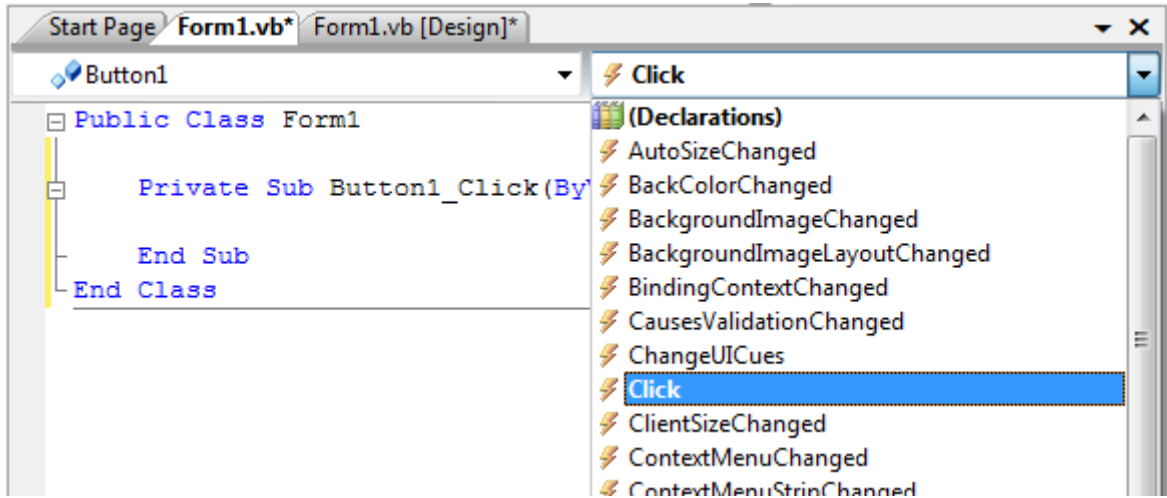 Start Page Form1.vb* Form1.vb [Design]*
Button1 Click
Public Class Form1
Private Sub Button1_Click(By
End Sub
End Class
(Declarations)
AutoSizeChanged
BackColorChanged
BackgroundImageChanged
BackgroundImageLayoutChanged
BindingContextChanged
CausesValidationChanged
ChangeUICues
Click
ClientSizeChanged
ContextMenuChanged
ContextMenuStripChanged